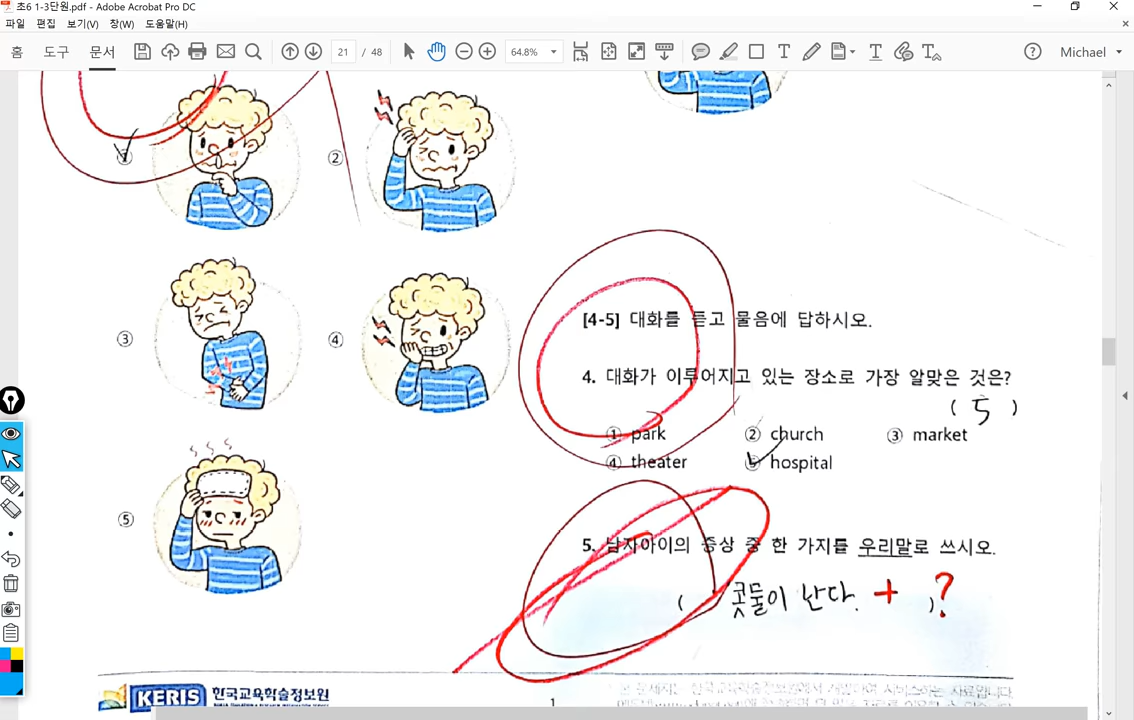 초6 1-3단원.pdf - Adobe Acrobat Pro DC
파일 편집 보기(V) 창(W) 도움말(H)
홈 도구 문서 21 / 48 64.8% Michael
①
②
③
④
⑤
[4-5] 대화를 듣고 물음에 답하시오.
4. 대화가 이루어지고 있는 장소로 가장 알맞은 것은?
( 5 )
① park ② church ③ market
④ theater ⑤ hospital
5. 남자아이의 증상 중 한 가지를 우리말로 쓰시오.
( 콧물이 난다. + )?
KERIS 한국교육학술정보원
1